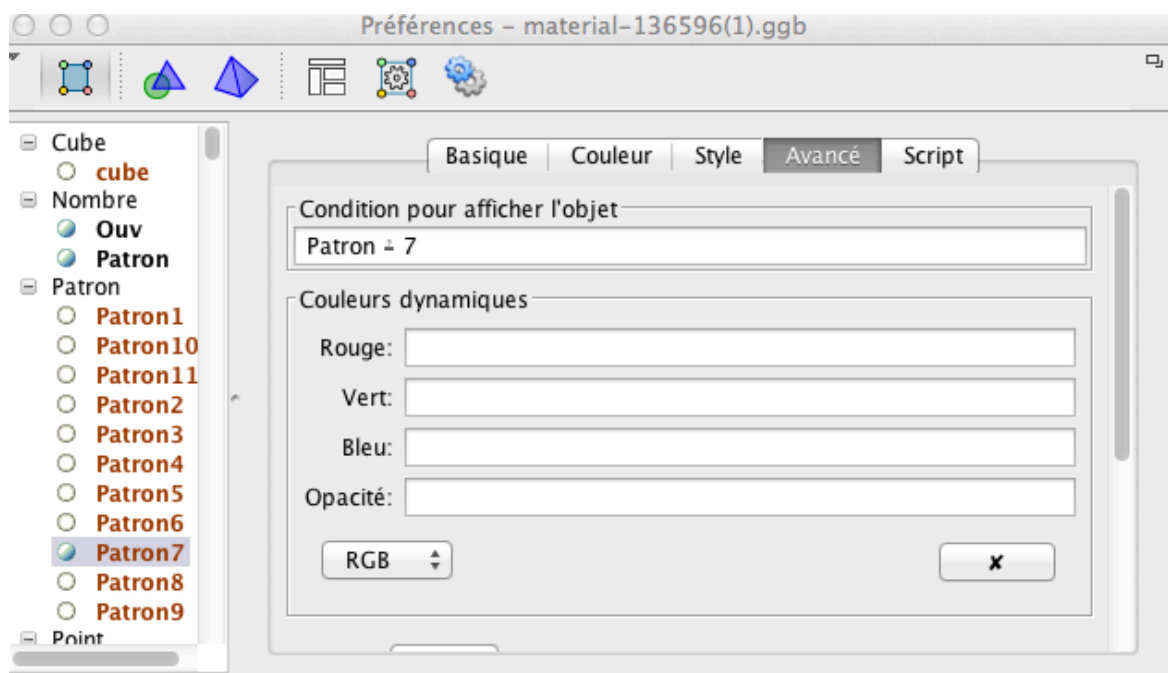 Préférences – material-136596(1).ggb
Cube
cube
Nombre
Ouv
Patron
Patron
Patron1
Patron10
Patron11
Patron2
Patron3
Patron4
Patron5
Patron6
Patron7
Patron8
Patron9
Point
Basique Couleur Style Avancé Script
Condition pour afficher l'objet
Patron ≟ 7
Couleurs dynamiques
Rouge:
Vert:
Bleu:
Opacité:
RGB